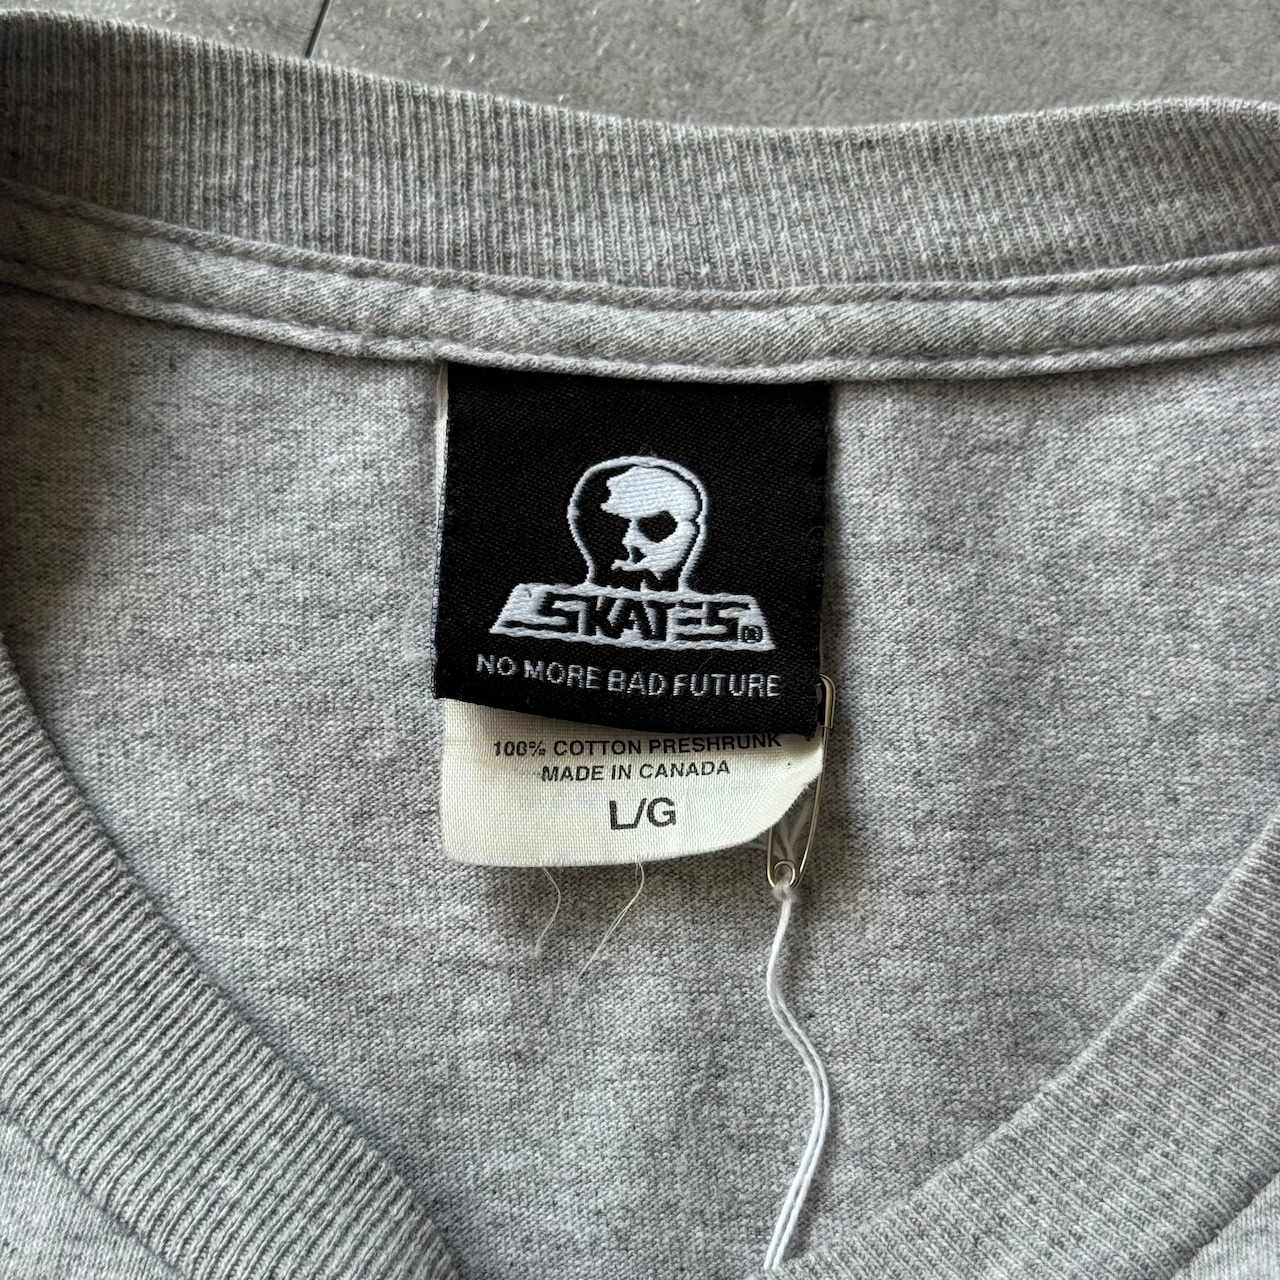 SKATES®
NO MORE BAD FUTURE
100% COTTON PRESHRUNK
MADE IN CANADA
L/G